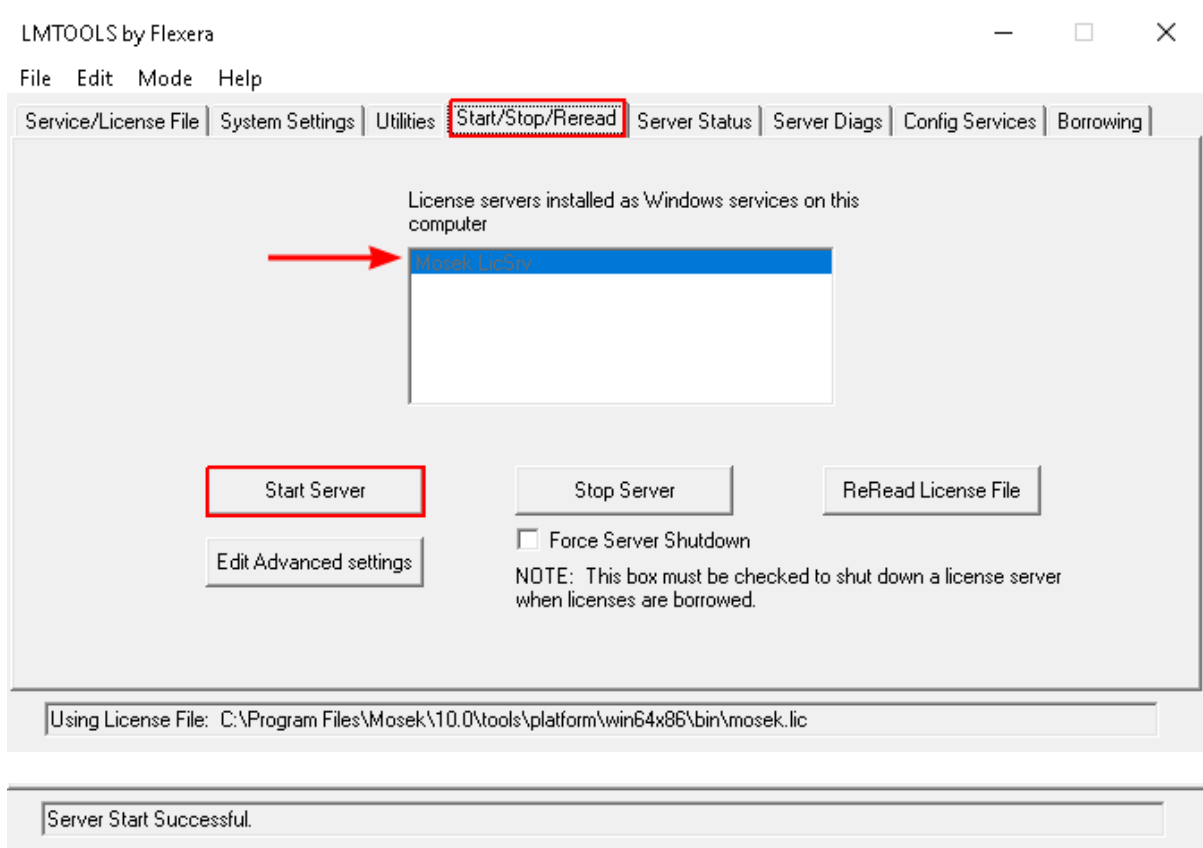 LMTOOLS by Flexera
File Edit Mode Help
Service/License File System Settings Utilities Start/Stop/Reread Server Status Server Diags Config Services Borrowing
License servers installed as Windows services on this
computer
Mosek LicSrv
Start Server Stop Server ReRead License File
Edit Advanced settings
Force Server Shutdown
NOTE: This box must be checked to shut down a license server
when licenses are borrowed.
Using License File: C:\Program Files\Mosek\10.0\tools\platform\win64x86\bin\mosek.lic
Server Start Successful.